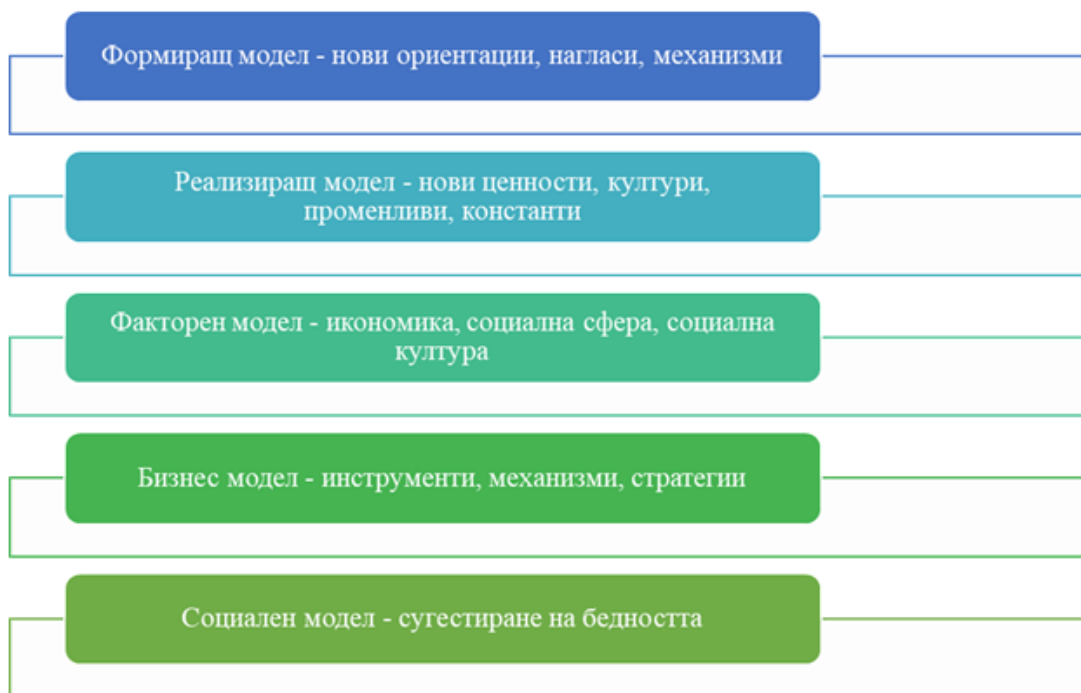 Формиращ модел - нови ориентации, нагласи, механизми
Реализиращ модел - нови ценности, култури,
променливи, константи
Факторен модел - икономика, социална сфера, социална
култура
Бизнес модел - инструменти, механизми, стратегии
Социален модел - сугестиране на бедността